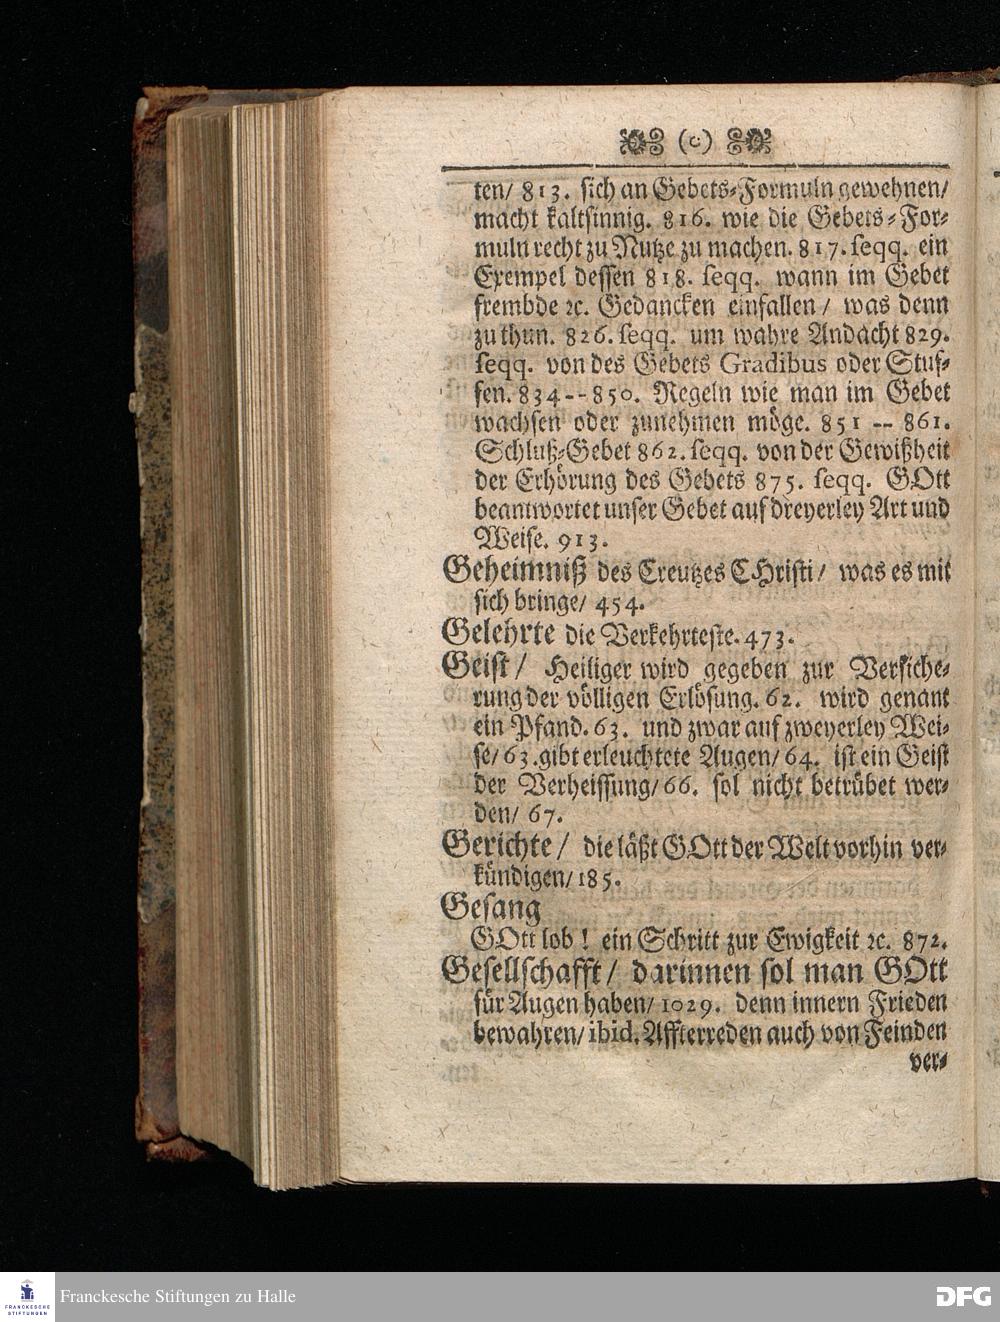 (c)
ten/ 813. sich an Gebets-Formuln gewehnen/
macht kaltsinnig. 816. wie die Gebets-For-
muln recht zu Nutze zu machen. 817. seqq. ein
Exempel dessen 818. seqq. wann im Gebet
frembde ꝛc. Gedancken einfallen / was denn
zu thun. 826. seqq. um wahre Andacht 829.
seqq. von des Gebets Gradibus oder Stuf-
fen. 834--850. Regeln wie man im Gebet
wachsen oder zunehmen möge. 851 -- 861.
Schluß-Gebet 862. seqq. von der Gewißheit
der Erhörung des Gebets 875. seqq. GOtt
beantwortet unser Gebet auf dreyerley Art und
Weise. 913.
Geheimniß des Creutzes CHristi / was es mit
sich bringe/ 454.
Gelehrte die Verkehrteste. 473.
Geist / Heiliger wird gegeben zur Versiche-
rung der völligen Erlösung. 62. wird genant
ein Pfand. 63. und zwar auf zweyerley Wei-
se/ 63. gibt erleuchtete Augen/ 64. ist ein Geist
der Verheissung/ 66. sol nicht betrübet wer-
den/ 67.
Gerichte / die läßt GOtt der Welt vorhin ver-
kündigen/ 185.
Gesang
GOtt lob ! ein Schritt zur Ewigkeit ꝛc. 872.
Gesellschafft / darinnen sol man GOtt
für Augen haben/ 1029. denn innern Frieden
bewahren/ ibid. Affterreden auch von Feinden
ver-
FRANCKESCHE
STIFTUNGEN
Franckesche Stiftungen zu Halle
DFG